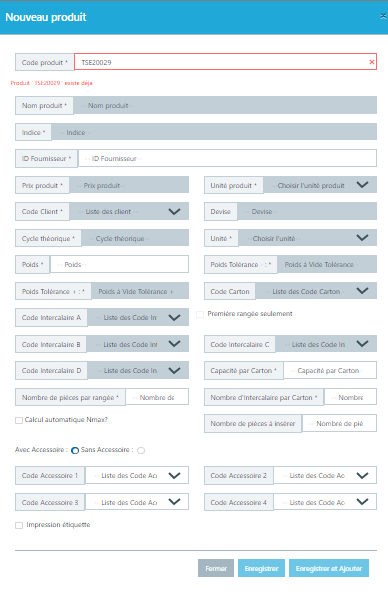 Nouveau produit
×
Code produit * TSE20029 ×
Produit ' TSE20029 ' existe déja
Nom produit * -- Nom produit--
Indice * -- Indice--
ID Fournisseur * -- ID Fournisseur--
Prix produit * -- Prix produit-- Unité produit * --Choisir l'unité produit
Code Client * -- Liste des client Devise -- Devise--
Cycle théorique * -- Cycle théorique-- Unité * --Choisir l'unité--
Poids * -- Poids-- Poids Tolérance - : * Poids à Vide Tolérance -
Poids Tolérance + : * Poids à Vide Tolérance + Code Carton -- Liste des Code Carton--
Code Intercalaire A -- Liste des Code In Première rangée seulement
Code Intercalaire B -- Liste des Code Int Code Intercalaire C -- Liste des Code In
Code Intercalaire D -- Liste des Code In Capacité par Carton * -- Capacité par Carton--
Nombre de pièces par rangée * -- Nombre de Nombre d'Intercalaire par Carton * -- Nombre
Calcul automatique Nmax? Nombre de pièces à insérer -- Nombre de piè
Avec Accessoire : Sans Accessoire :
Code Accessoire 1 -- Liste des Code Acc Code Accessoire 2 -- Liste des Code Ac
Code Accessoire 3 -- Liste des Code Acc Code Accessoire 4 -- Liste des Code Ac
Impression étiquette
Fermer Enregistrer Enregistrer et Ajouter